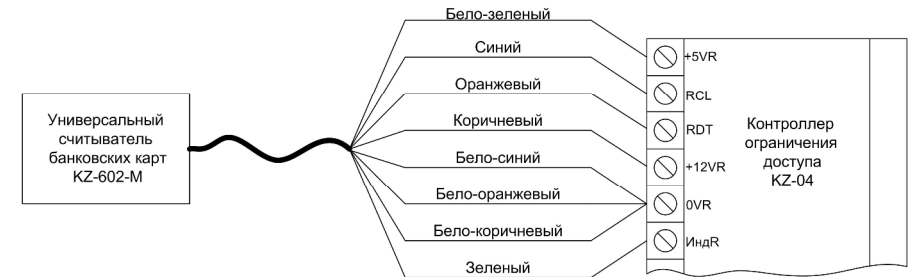 Универсальный
считыватель
банковских карт
KZ-602-M
Бело-зеленый
Синий
Оранжевый
Коричневый
Бело-синий
Бело-оранжевый
Бело-коричневый
Зеленый
+5VR
RCL
RDT
+12VR
0VR
ИндR
Контроллер
ограничения
доступа
KZ-04